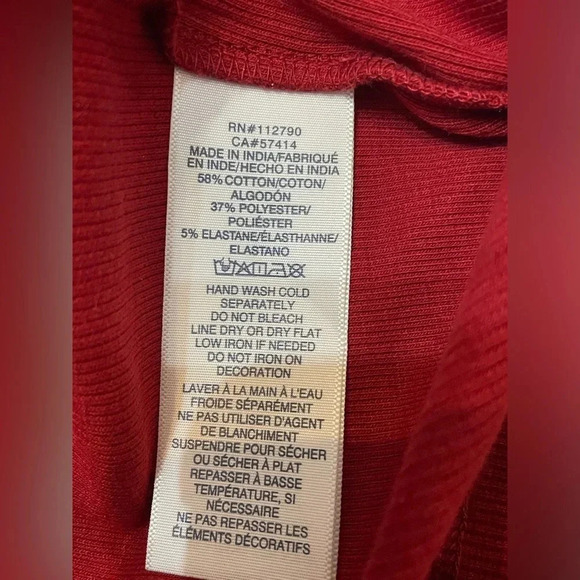 RN#112790
CA#57414
MADE IN INDIA/FABRIQUÉ
EN INDE/HECHO EN INDIA
58% COTTON/COTON/
ALGODÓN
37% POLYESTER/
POLIÉSTER
5% ELASTANE/ÉLASTHANNE/
ELASTANO
HAND WASH COLD
SEPARATELY
DO NOT BLEACH
LINE DRY OR DRY FLAT
LOW IRON IF NEEDED
DO NOT IRON ON
DECORATION
LAVER À LA MAIN À L'EAU
FROIDE SÉPARÉMENT
NE PAS UTILISER D'AGENT
DE BLANCHIMENT
SUSPENDRE POUR SÉCHER
OU SÉCHER À PLAT
REPASSER À BASSE
TEMPÉRATURE, SI
NÉCESSAIRE
NE PAS REPASSER LES
ÉLÉMENTS DÉCORATIFS